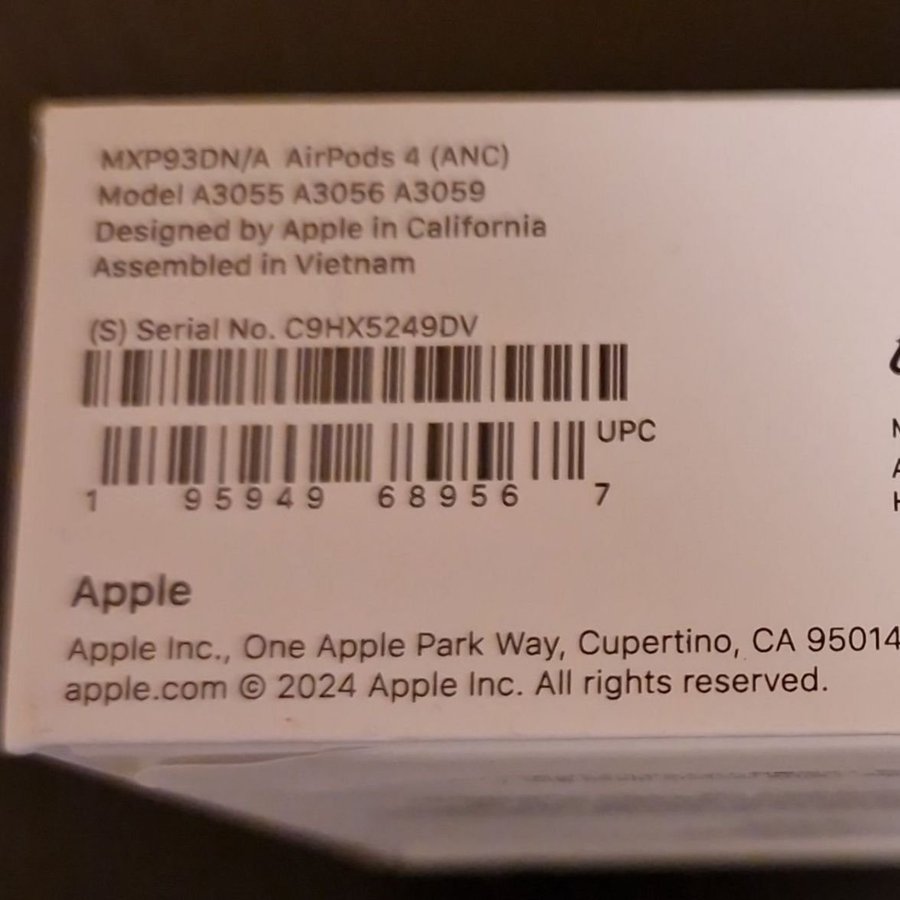 MXP93DN/A AirPods 4 (ANC)
Model A3055 A3056 A3059
Designed by Apple in California
Assembled in Vietnam
(S) Serial No. C9HX5249DV
UPC
1 95949 68956 7
Apple
Apple Inc., One Apple Park Way, Cupertino, CA 95014
apple.com © 2024 Apple Inc. All rights reserved.